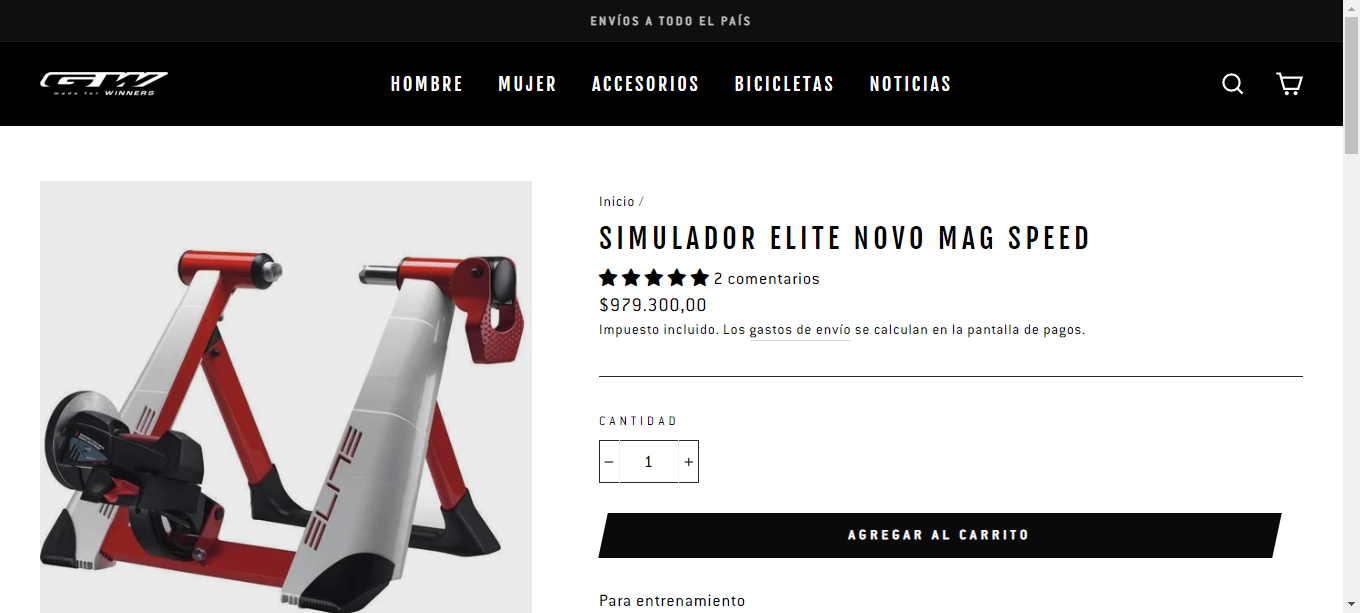 ENVÍOS A TODO EL PAÍS
GW
made for WINNERS
HOMBRE MUJER ACCESORIOS BICICLETAS NOTICIAS
Inicio /
SIMULADOR ELITE NOVO MAG SPEED
2 comentarios
$979.300,00
Impuesto incluido. Los gastos de envío se calculan en la pantalla de pagos.
CANTIDAD
− 1 +
AGREGAR AL CARRITO
Para entrenamiento
ELITE